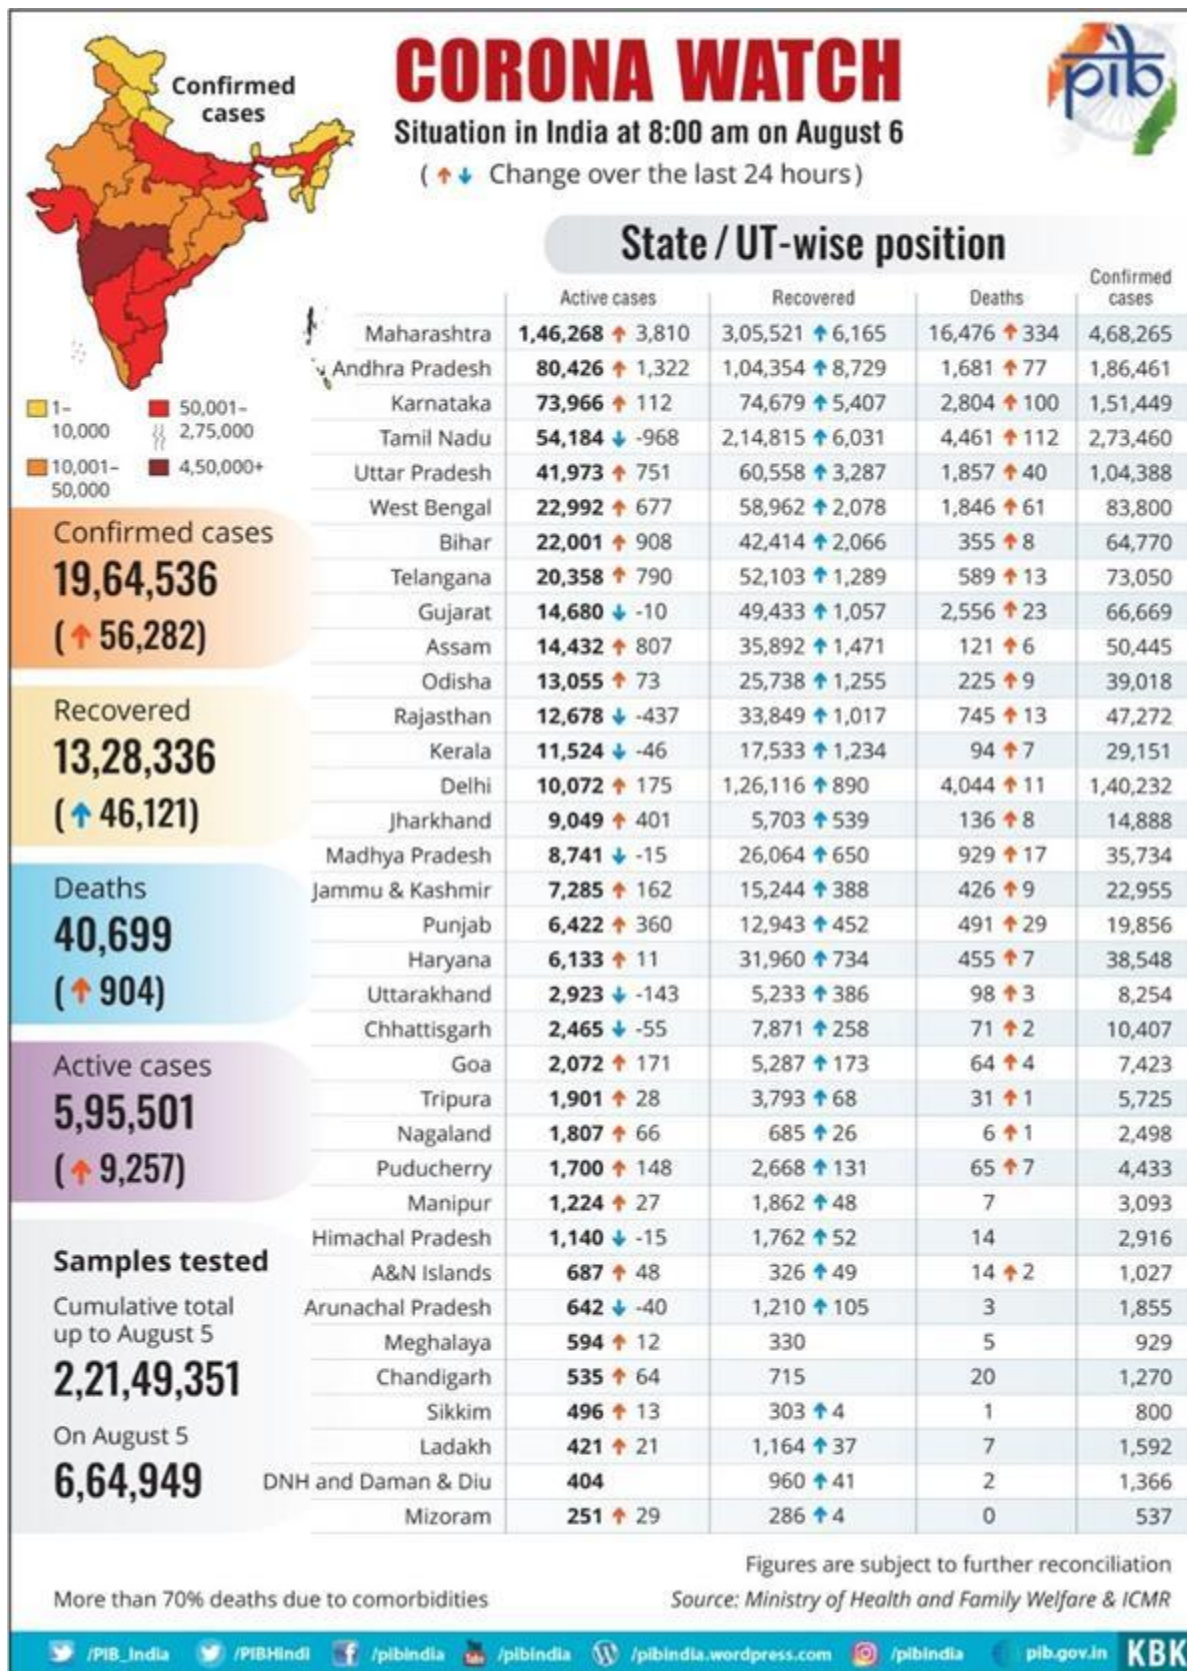 Confirmed
cases
CORONA WATCH
Situation in India at 8:00 am on August 6
( ↑ ↓ Change over the last 24 hours )
pib
1–
10,000
50,001–
2,75,000
10,001–
50,000
4,50,000+
Confirmed cases
19,64,536
(↑ 56,282)
Recovered
13,28,336
(↑ 46,121)
Deaths
40,699
(↑ 904)
Active cases
5,95,501
(↑ 9,257)
Samples tested
Cumulative total
up to August 5
2,21,49,351
On August 5
6,64,949
State / UT-wise position
Active cases Recovered Deaths Confirmed cases
Maharashtra 1,46,268 ↑ 3,810 3,05,521 ↑ 6,165 16,476 ↑ 334 4,68,265
Andhra Pradesh 80,426 ↑ 1,322 1,04,354 ↑ 8,729 1,681 ↑ 77 1,86,461
Karnataka 73,966 ↑ 112 74,679 ↑ 5,407 2,804 ↑ 100 1,51,449
Tamil Nadu 54,184 ↓ -968 2,14,815 ↑ 6,031 4,461 ↑ 112 2,73,460
Uttar Pradesh 41,973 ↑ 751 60,558 ↑ 3,287 1,857 ↑ 40 1,04,388
West Bengal 22,992 ↑ 677 58,962 ↑ 2,078 1,846 ↑ 61 83,800
Bihar 22,001 ↑ 908 42,414 ↑ 2,066 355 ↑ 8 64,770
Telangana 20,358 ↑ 790 52,103 ↑ 1,289 589 ↑ 13 73,050
Gujarat 14,680 ↓ -10 49,433 ↑ 1,057 2,556 ↑ 23 66,669
Assam 14,432 ↑ 807 35,892 ↑ 1,471 121 ↑ 6 50,445
Odisha 13,055 ↑ 73 25,738 ↑ 1,255 225 ↑ 9 39,018
Rajasthan 12,678 ↓ -437 33,849 ↑ 1,017 745 ↑ 13 47,272
Kerala 11,524 ↓ -46 17,533 ↑ 1,234 94 ↑ 7 29,151
Delhi 10,072 ↑ 175 1,26,116 ↑ 890 4,044 ↑ 11 1,40,232
Jharkhand 9,049 ↑ 401 5,703 ↑ 539 136 ↑ 8 14,888
Madhya Pradesh 8,741 ↓ -15 26,064 ↑ 650 929 ↑ 17 35,734
Jammu & Kashmir 7,285 ↑ 162 15,244 ↑ 388 426 ↑ 9 22,955
Punjab 6,422 ↑ 360 12,943 ↑ 452 491 ↑ 29 19,856
Haryana 6,133 ↑ 11 31,960 ↑ 734 455 ↑ 7 38,548
Uttarakhand 2,923 ↓ -143 5,233 ↑ 386 98 ↑ 3 8,254
Chhattisgarh 2,465 ↓ -55 7,871 ↑ 258 71 ↑ 2 10,407
Goa 2,072 ↑ 171 5,287 ↑ 173 64 ↑ 4 7,423
Tripura 1,901 ↑ 28 3,793 ↑ 68 31 ↑ 1 5,725
Nagaland 1,807 ↑ 66 685 ↑ 26 6 ↑ 1 2,498
Puducherry 1,700 ↑ 148 2,668 ↑ 131 65 ↑ 7 4,433
Manipur 1,224 ↑ 27 1,862 ↑ 48 7 3,093
Himachal Pradesh 1,140 ↓ -15 1,762 ↑ 52 14 2,916
A&N Islands 687 ↑ 48 326 ↑ 49 14 ↑ 2 1,027
Arunachal Pradesh 642 ↓ -40 1,210 ↑ 105 3 1,855
Meghalaya 594 ↑ 12 330 5 929
Chandigarh 535 ↑ 64 715 20 1,270
Sikkim 496 ↑ 13 303 ↑ 4 1 800
Ladakh 421 ↑ 21 1,164 ↑ 37 7 1,592
DNH and Daman & Diu 404 960 ↑ 41 2 1,366
Mizoram 251 ↑ 29 286 ↑ 4 0 537
Figures are subject to further reconciliation
More than 70% deaths due to comorbidities
Source: Ministry of Health and Family Welfare & ICMR
/PIB_India /PIBHindi /pibindia /pibindia /pibindia.wordpress.com /pibindia pib.gov.in KBK